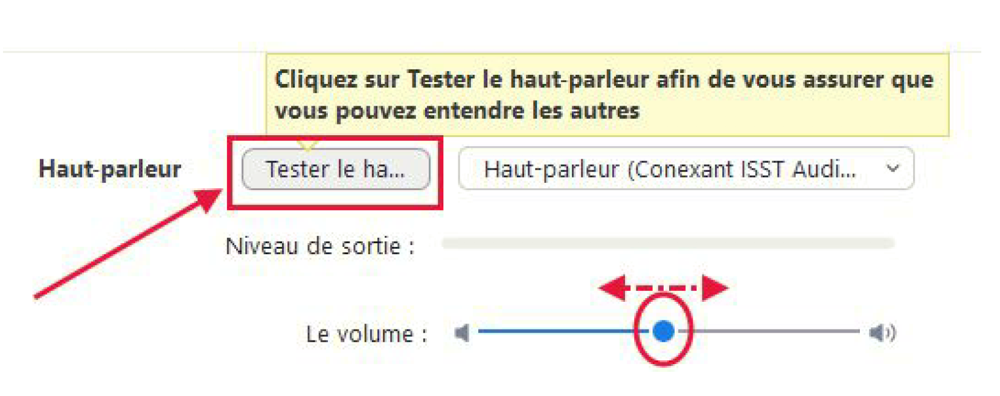 Cliquez sur Tester le haut-parleur afin de vous assurer que
vous pouvez entendre les autres
Haut-parleur
Tester le ha...
Haut-parleur (Conexant ISST Audi...
Niveau de sortie :
Le volume :